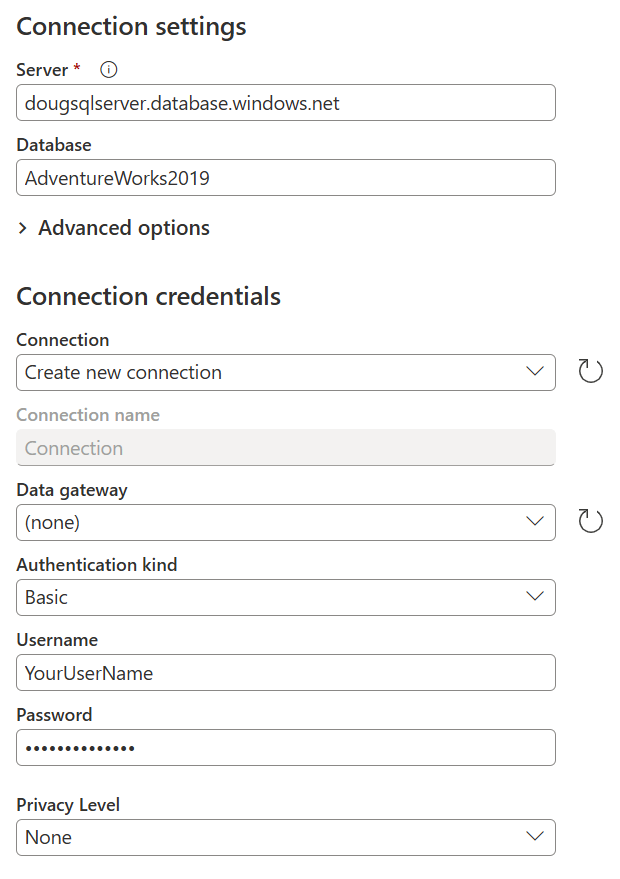 Connection settings
Server *
dougsqlserver.database.windows.net
Database
AdventureWorks2019
Advanced options
Connection credentials
Connection
Create new connection
Connection name
Connection
Data gateway
(none)
Authentication kind
Basic
Username
YourUserName
Password
••••••••••••••
Privacy Level
None